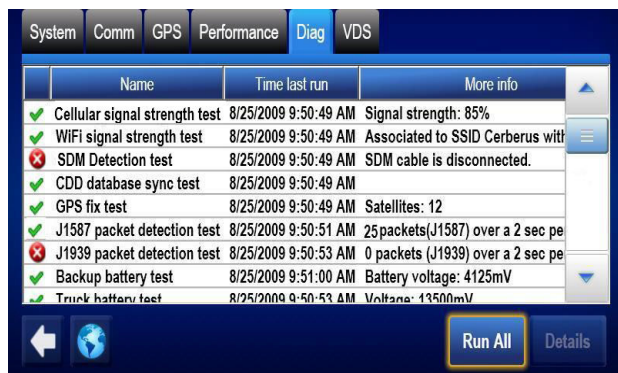 System Comm GPS Performance Diag VDS
Name Time last run More info
Cellular signal strength test 8/25/2009 9:50:49 AM Signal strength: 85%
WiFi signal strength test 8/25/2009 9:50:49 AM Associated to SSID Cerberus with
SDM Detection test 8/25/2009 9:50:49 AM SDM cable is disconnected.
CDD database sync test 8/25/2009 9:50:49 AM
GPS fix test 8/25/2009 9:50:49 AM Satellites: 12
J1587 packet detection test 8/25/2009 9:50:51 AM 25packets(J1587) over a 2 sec pe
J1939 packet detection test 8/25/2009 9:50:53 AM 0 packets (J1939) over a 2 sec pe
Backup battery test 8/25/2009 9:51:00 AM Battery voltage: 4125mV
Truck battery test 8/25/2009 9:50:53 AM Voltage: 13500mV
Run All Details